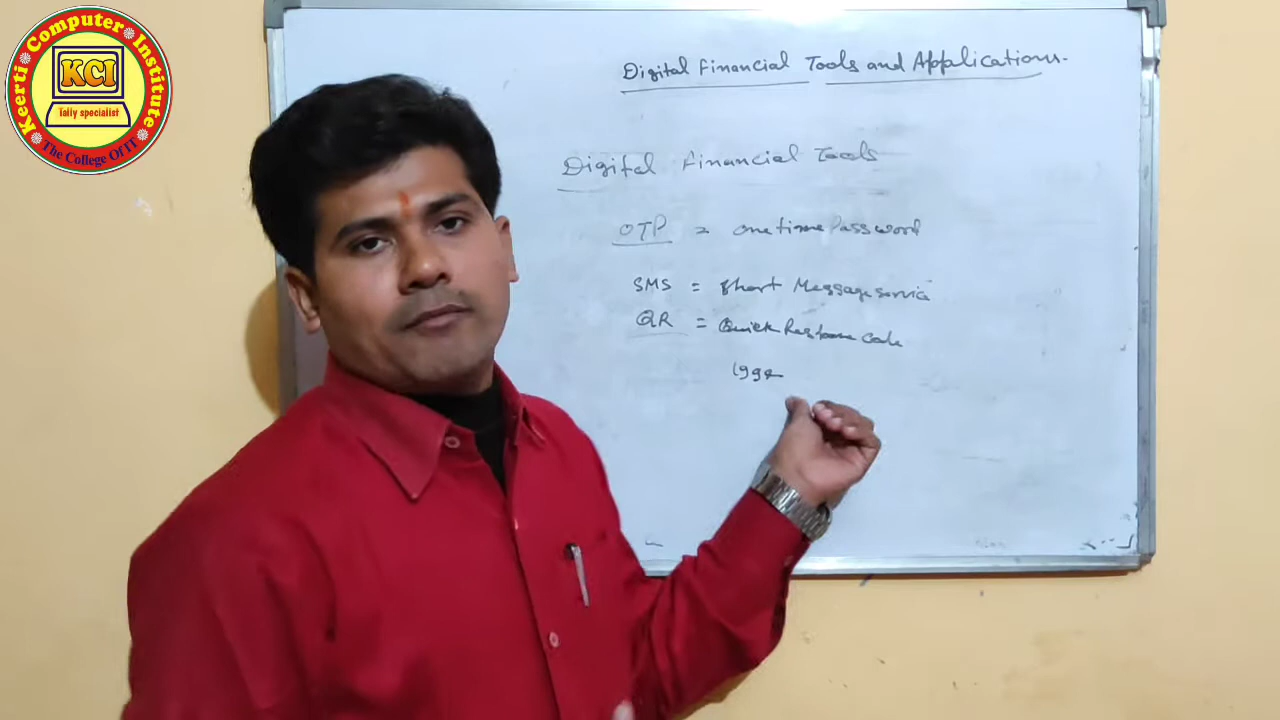 Keerti Computer Institute
KCI
Tally specialist
The College Of IT
Digital Financial Tools and Applications.
Digital Financial Tools
OTP = one time Password
SMS = Short Message service
QR = Quick Response Code